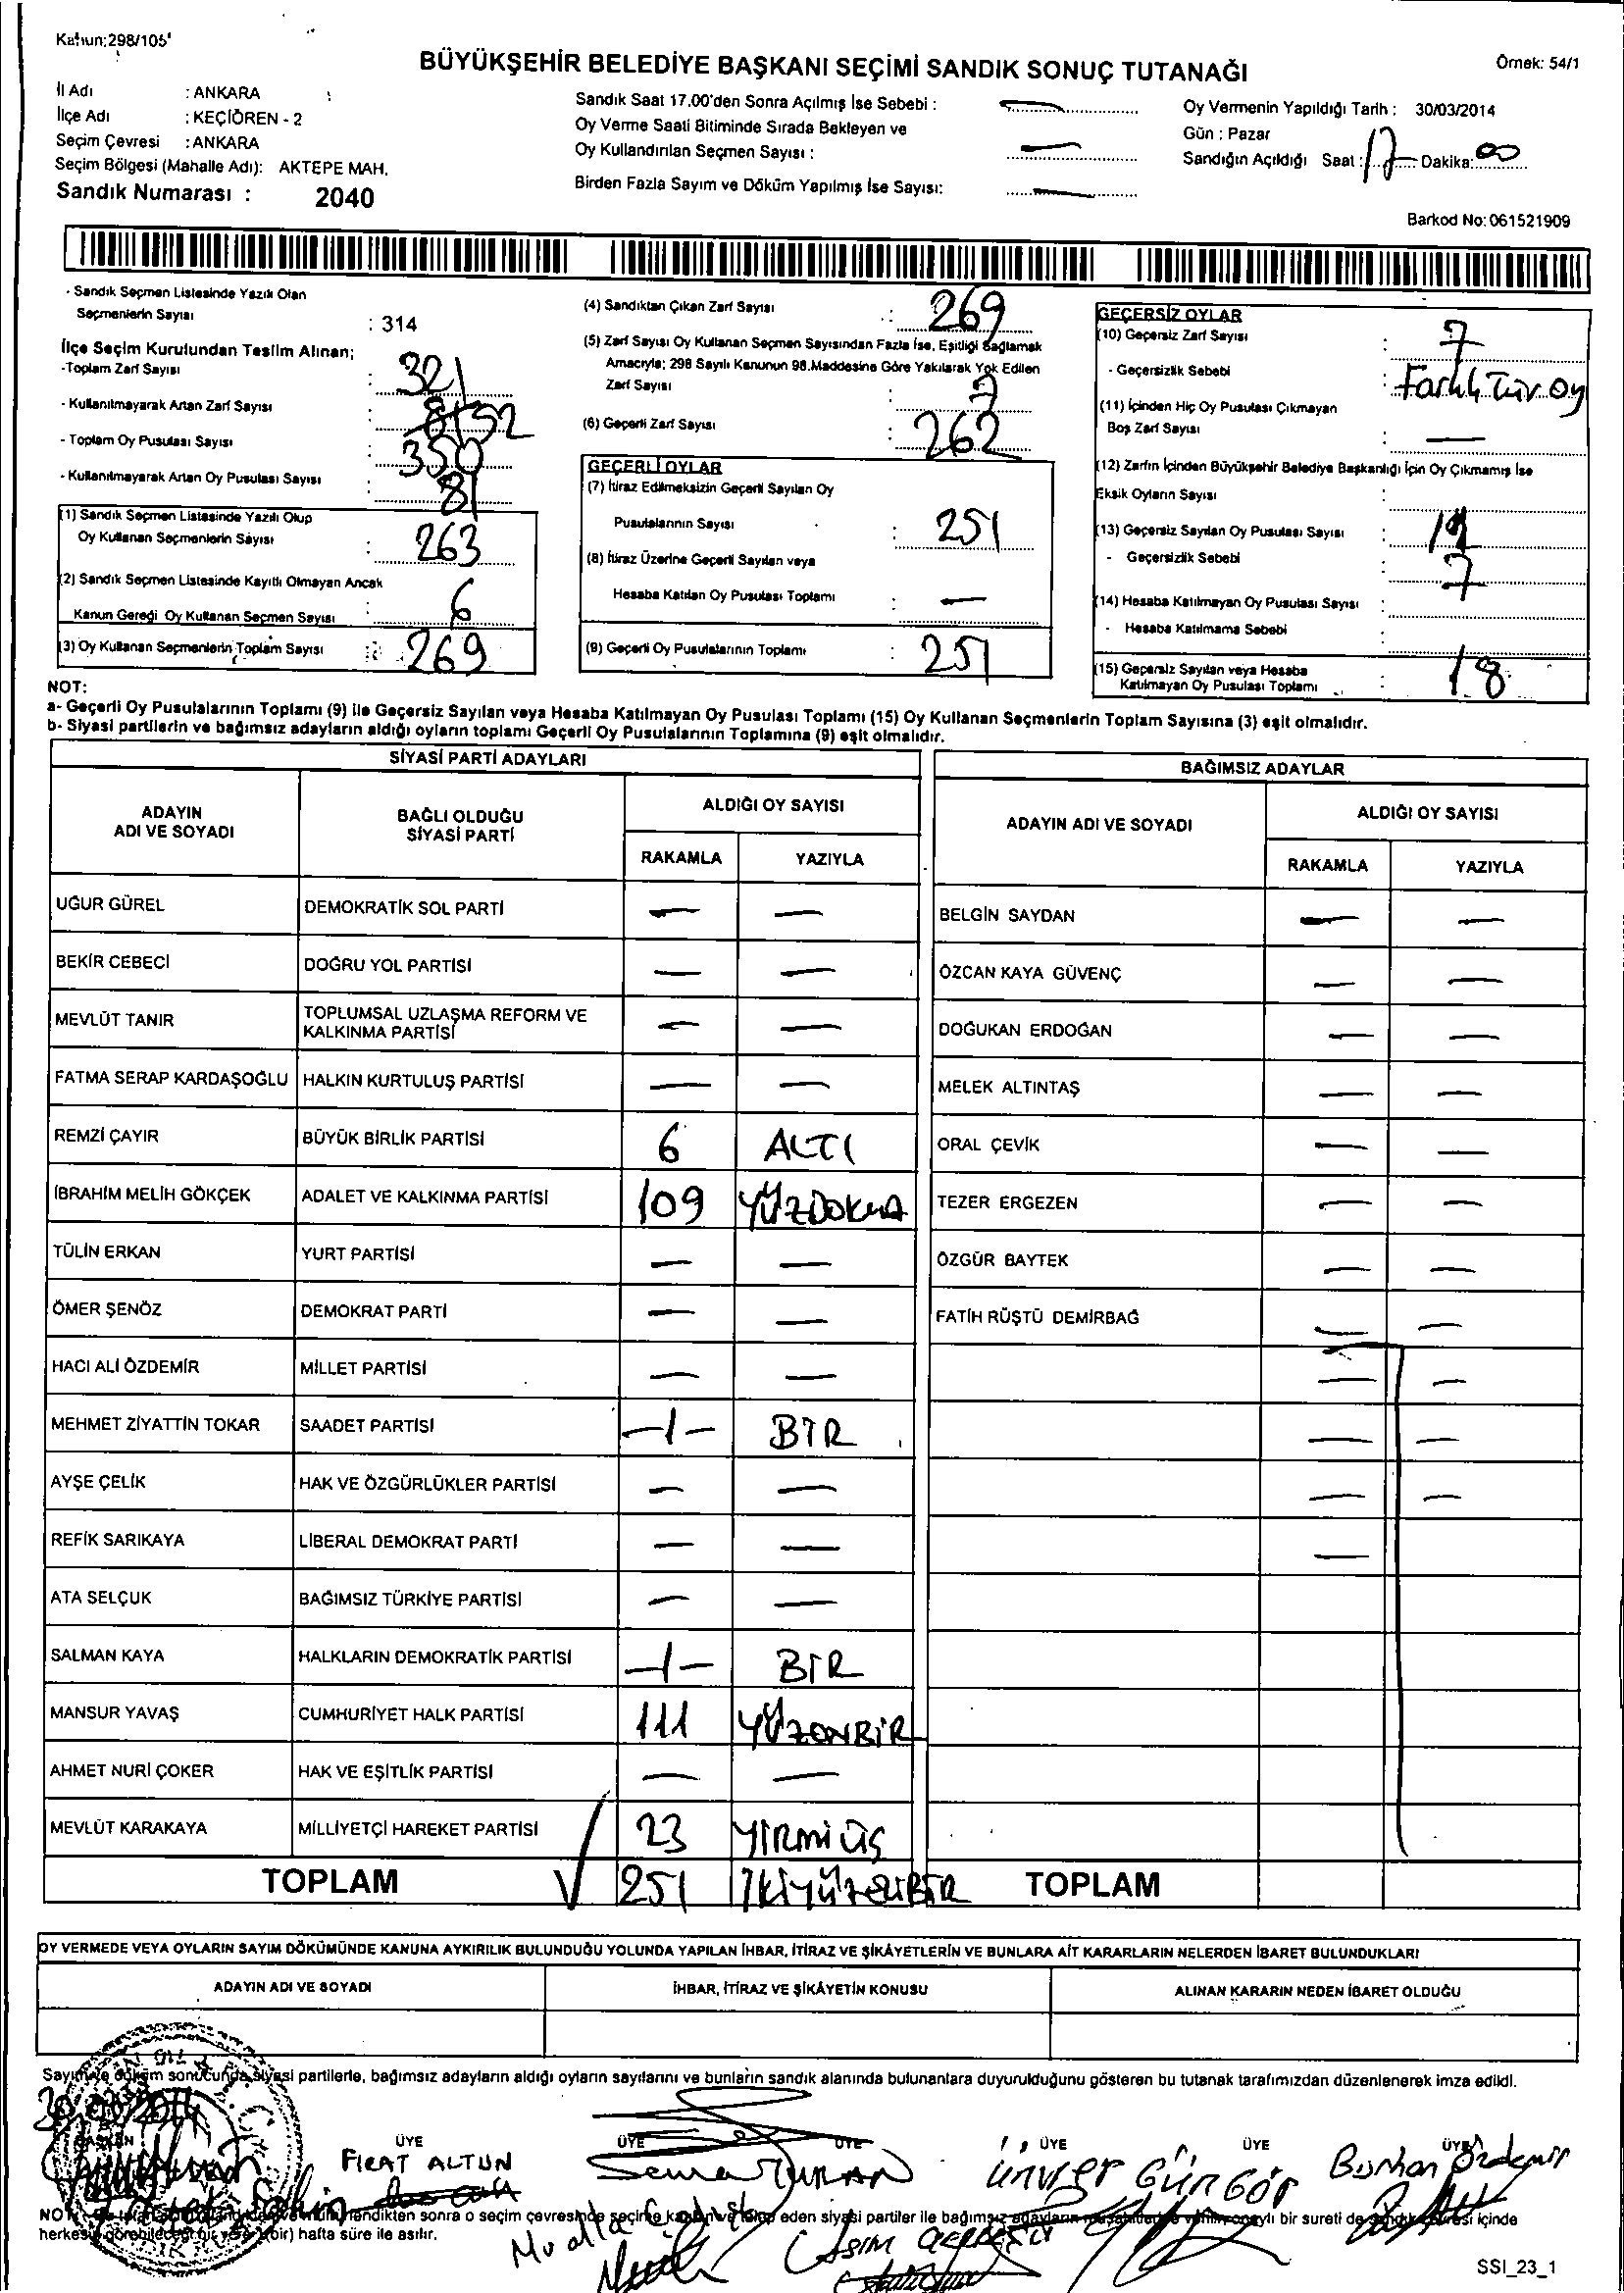 Kanun:298/105
BÜYÜKŞEHİR BELEDİYE BAŞKANI SEÇİMİ SANDIK SONUÇ TUTANAĞI
Örnek: 54/1
İl Adı : ANKARA
İlçe Adı : KEÇİÖREN - 2
Seçim Çevresi : ANKARA
Seçim Bölgesi (Mahalle Adı): AKTEPE MAH.
Sandık Numarası : 2040
Sandık Saat 17.00'den Sonra Açılmış İse Sebebi : —
Oy Verme Saati Bitiminde Sırada Bekleyen ve
Oy Kullandırılan Seçmen Sayısı : —
Birden Fazla Sayım ve Döküm Yapılmış İse Sayısı: —
Oy Vermenin Yapıldığı Tarih : 30/03/2014
Gün : Pazar
Sandığın Açıldığı Saat : 17 Dakika: 00
Barkod No: 061521909
- Sandık Seçmen Listesinde Yazılı Olan
Seçmenlerin Sayısı : 314
İlçe Seçim Kurulundan Teslim Alınan;
-Toplam Zarf Sayısı : 321
- Kullanılmayarak Artan Zarf Sayısı : 52
- Toplam Oy Pusulası Sayısı : 350
- Kullanılmayarak Artan Oy Pusulası Sayısı : 81
(1) Sandık Seçmen Listesinde Yazılı Olup
Oy Kullanan Seçmenlerin Sayısı : 263
(2) Sandık Seçmen Listesinde Kayıtlı Olmayan Ancak
Kanun Gereği Oy Kullanan Seçmen Sayısı : 6
(3) Oy Kullanan Seçmenlerin Toplam Sayısı : 269
(4) Sandıktan Çıkan Zarf Sayısı : 269
(5) Zarf Sayısı Oy Kullanan Seçmen Sayısından Fazla İse, Eşitliği Sağlamak
Amacıyla; 298 Sayılı Kanunun 98.Maddesine Göre Yakılarak Yok Edilen
Zarf Sayısı : 7
(6) Geçerli Zarf Sayısı : 262
GEÇERLİ OYLAR
(7) İtiraz Edilmeksizin Geçerli Sayılan Oy
Pusulalarının Sayısı : 251
(8) İtiraz Üzerine Geçerli Sayılan veya
Hesaba Katılan Oy Pusulası Toplamı : —
(9) Geçerli Oy Pusulalarının Toplamı : 251
GEÇERSİZ OYLAR
(10) Geçersiz Zarf Sayısı : 7
- Geçersizlik Sebebi : Farklı Tür oy
(11) İçinden Hiç Oy Pusulası Çıkmayan
Boş Zarf Sayısı : —
(12) Zarfın İçinden Büyükşehir Belediye Başkanlığı İçin Oy Çıkmamış İse
Eksik Oyların Sayısı :
(13) Geçersiz Sayılan Oy Pusulası Sayısı :
- Geçersizlik Sebebi : 7
(14) Hesaba Katılmayan Oy Pusulası Sayısı :
- Hesaba Katılmama Sebebi :
(15) Geçersiz Sayılan veya Hesaba
Katılmayan Oy Pusulası Toplamı : 18
NOT:
a- Geçerli Oy Pusulalarının Toplamı (9) ile Geçersiz Sayılan veya Hesaba Katılmayan Oy Pusulası Toplamı (15) Oy Kullanan Seçmenlerin Toplam Sayısına (3) eşit olmalıdır.
b- Siyasi partilerin ve bağımsız adayların aldığı oyların toplamı Geçerli Oy Pusulalarının Toplamına (9) eşit olmalıdır.
SİYASİ PARTİ ADAYLARI
ADAYIN ADI VE SOYADI
BAĞLI OLDUĞU SİYASİ PARTİ
ALDIĞI OY SAYISI
RAKAMLA YAZIYLA
UĞUR GÜREL DEMOKRATİK SOL PARTİ — —
BEKİR CEBECİ DOĞRU YOL PARTİSİ — —
MEVLÜT TANIR TOPLUMSAL UZLAŞMA REFORM VE
KALKINMA PARTİSİ — —
FATMA SERAP KARDAŞOĞLU HALKIN KURTULUŞ PARTİSİ — —
REMZİ ÇAYIR BÜYÜK BİRLİK PARTİSİ 6 ALTI
İBRAHİM MELİH GÖKÇEK ADALET VE KALKINMA PARTİSİ 109 YÜZDOKUZ
TÜLİN ERKAN YURT PARTİSİ — —
ÖMER ŞENÖZ DEMOKRAT PARTİ — —
HACI ALİ ÖZDEMİR MİLLET PARTİSİ — —
MEHMET ZİYATTİN TOKAR SAADET PARTİSİ -1- BİR
AYŞE ÇELİK HAK VE ÖZGÜRLÜKLER PARTİSİ — —
REFİK SARIKAYA LİBERAL DEMOKRAT PARTİ — —
ATA SELÇUK BAĞIMSIZ TÜRKİYE PARTİSİ — —
SALMAN KAYA HALKLARIN DEMOKRATİK PARTİSİ -1- BİR
MANSUR YAVAŞ CUMHURİYET HALK PARTİSİ 111 YÜZONBİR
AHMET NURİ ÇOKER HAK VE EŞİTLİK PARTİSİ — —
MEVLÜT KARAKAYA MİLLİYETÇİ HAREKET PARTİSİ 23 YİRMİÜÇ
TOPLAM 251 İKİYÜZELLİBİR
BAĞIMSIZ ADAYLAR
ADAYIN ADI VE SOYADI
ALDIĞI OY SAYISI
RAKAMLA YAZIYLA
BELGİN SAYDAN — —
ÖZCAN KAYA GÜVENÇ — —
DOĞUKAN ERDOĞAN — —
MELEK ALTINTAŞ — —
ORAL ÇEVİK — —
TEZER ERGEZEN — —
ÖZGÜR BAYTEK — —
FATİH RÜŞTÜ DEMİRBAĞ — —
TOPLAM
OY VERMEDE VEYA OYLARIN SAYIM DÖKÜMÜNDE KANUNA AYKIRILIK BULUNDUĞU YOLUNDA YAPILAN İHBAR, İTİRAZ VE ŞİKÂYETLERİN VE BUNLARA AİT KARARLARIN NELERDEN İBARET BULUNDUKLARI
ADAYIN ADI VE SOYADI
İHBAR, İTİRAZ VE ŞİKÂYETİN KONUSU
ALINAN KARARIN NEDEN İBARET OLDUĞU
Sayım ve döküm sonucunda siyasi partilerle, bağımsız adayların aldığı oyların sayılarını ve bunların sandık alanında bulunanlara duyurulduğunu gösteren bu tutanak tarafımızdan düzenlenerek imza edildi.
BAŞKAN ÜYE ÜYE ÜYE ÜYE ÜYE ÜYE
FIRAT ALTUN
Sema TURAN
ünver Güngör
Burhan Özdemir
sonra o seçim çevresinde seçime eden siyasi partiler ile bağımsız bir sureti de içinde
herkesin görebileceği bir yere (bir) hafta süre ile asılır.
Mualla
Asım
SSI_23_1